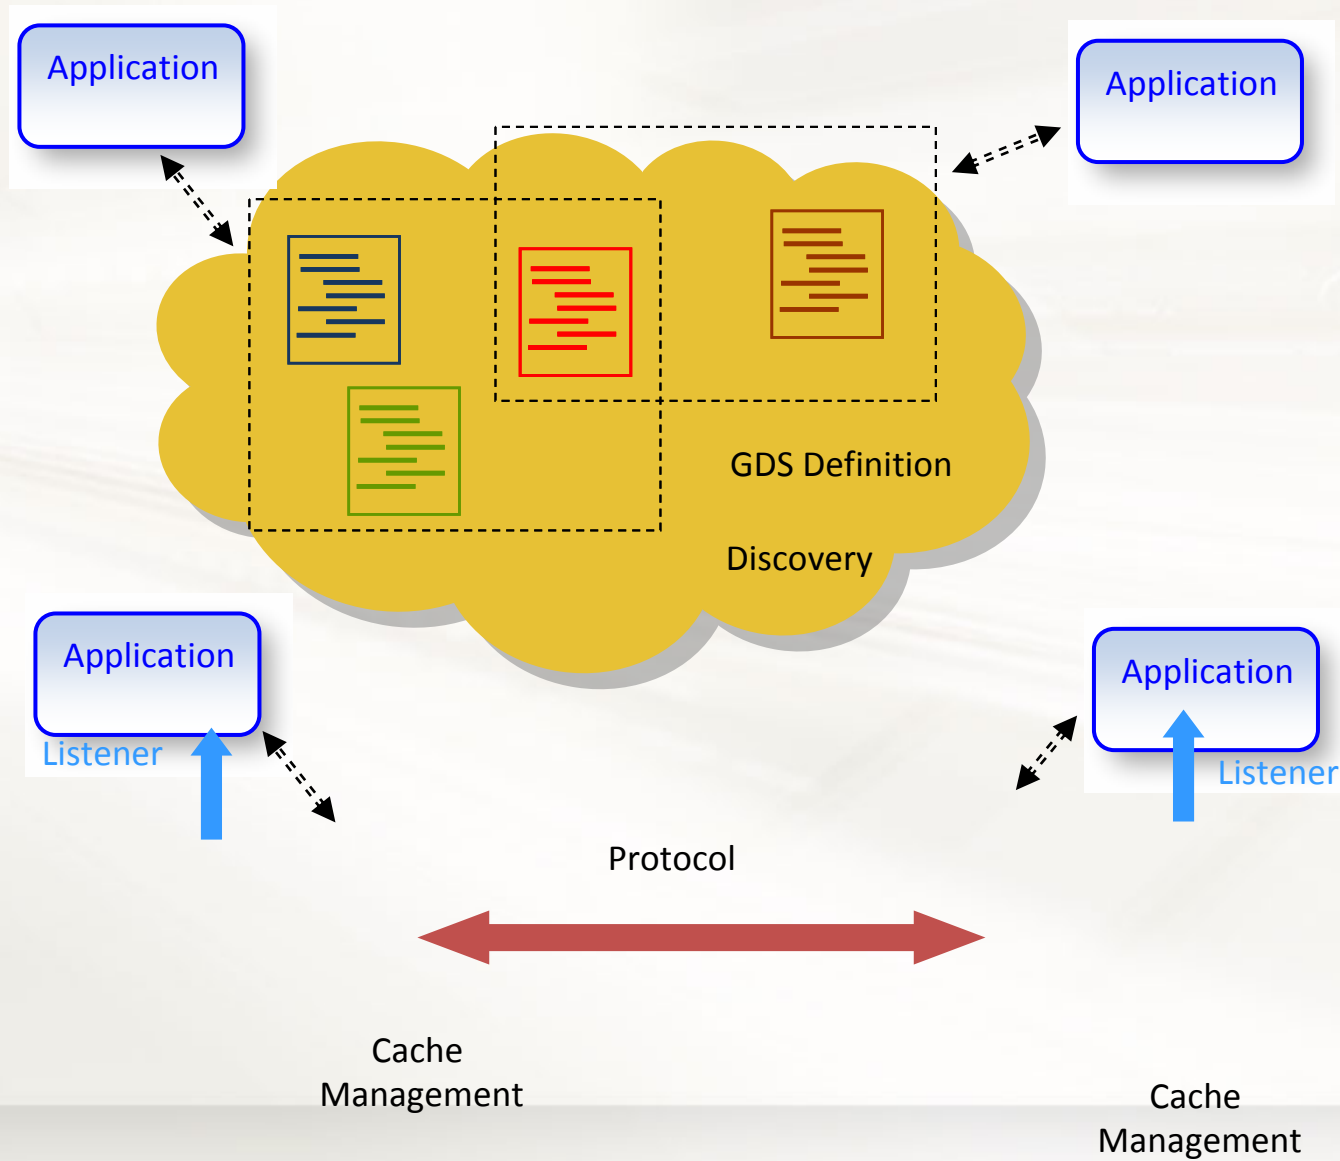 Application
Application
GDS Definition
Discovery
Application
Listener
Application
Listener
Protocol
Cache
Management
Cache
Management